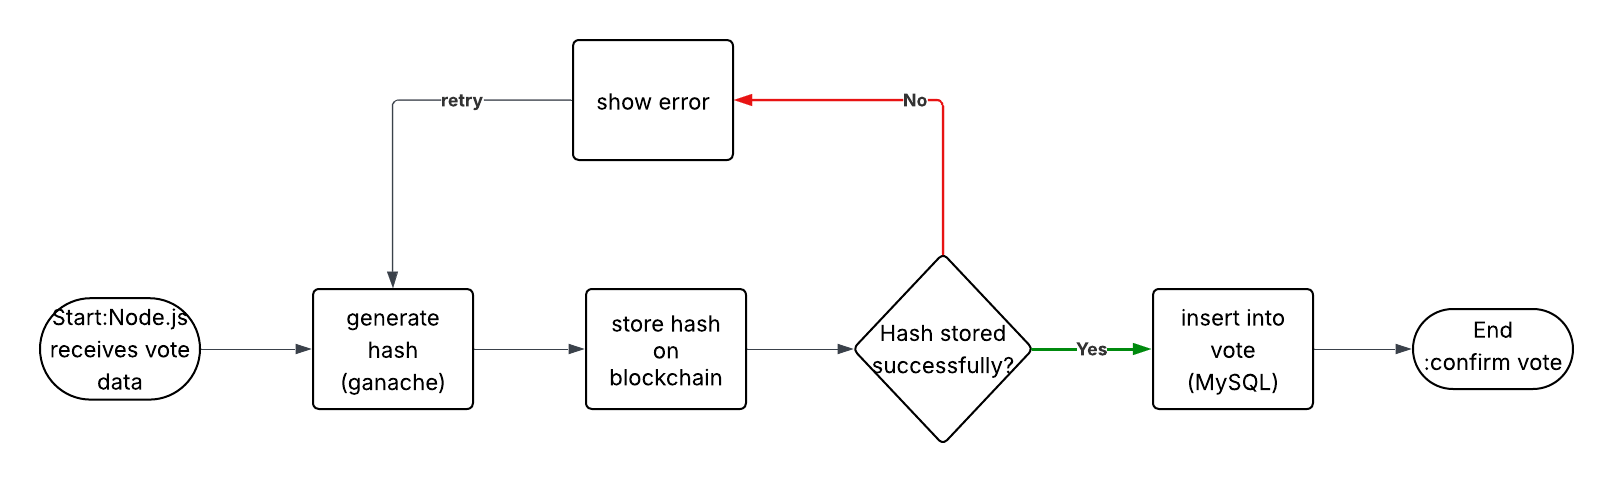 show error
retry
No
Start:Node.js
receives vote
data
generate
hash
(ganache)
store hash
on
blockchain
Hash stored
successfully?
Yes
insert into
vote
(MySQL)
End
:confirm vote